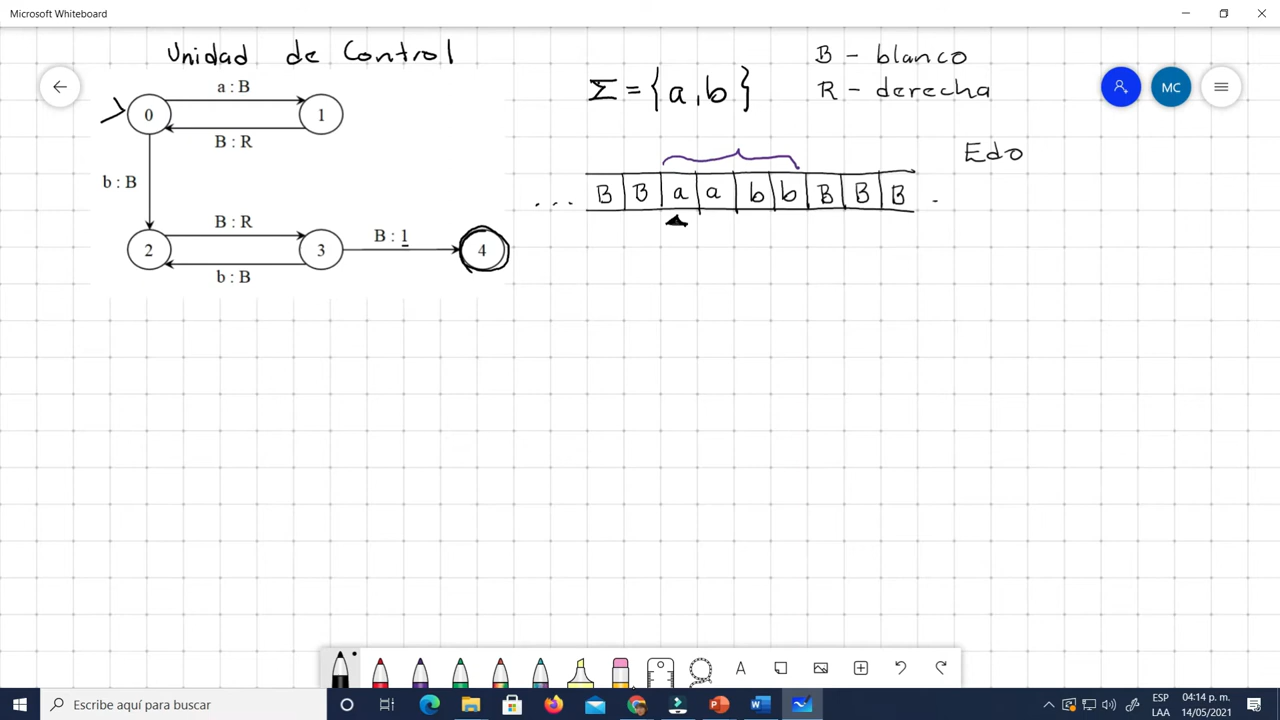 Microsoft Whiteboard
Unidad de Control
B - blanco
R - derecha
MC
Σ = {a, b}
a : B
0
1
B : R
Edo
b : B
... B B a a b b B B B .
B : R
B : 1
2
3
4
b : B
A
Escribe aquí para buscar
ESP
LAA
04:14 p. m.
14/05/2021